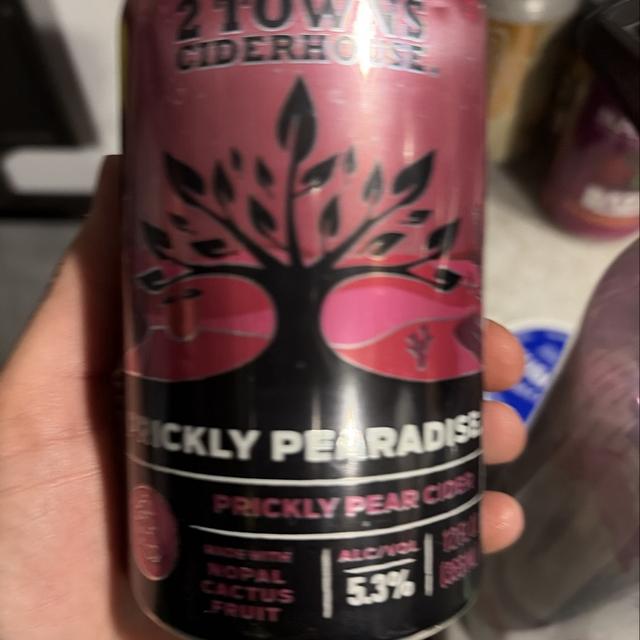 2 TOWNS
CIDERHOUSE
PRICKLY PEARADISE
PRICKLY PEAR CIDER
MADE WITH
NOPAL
CACTUS
FRUIT
ALC/VOL
5.3%